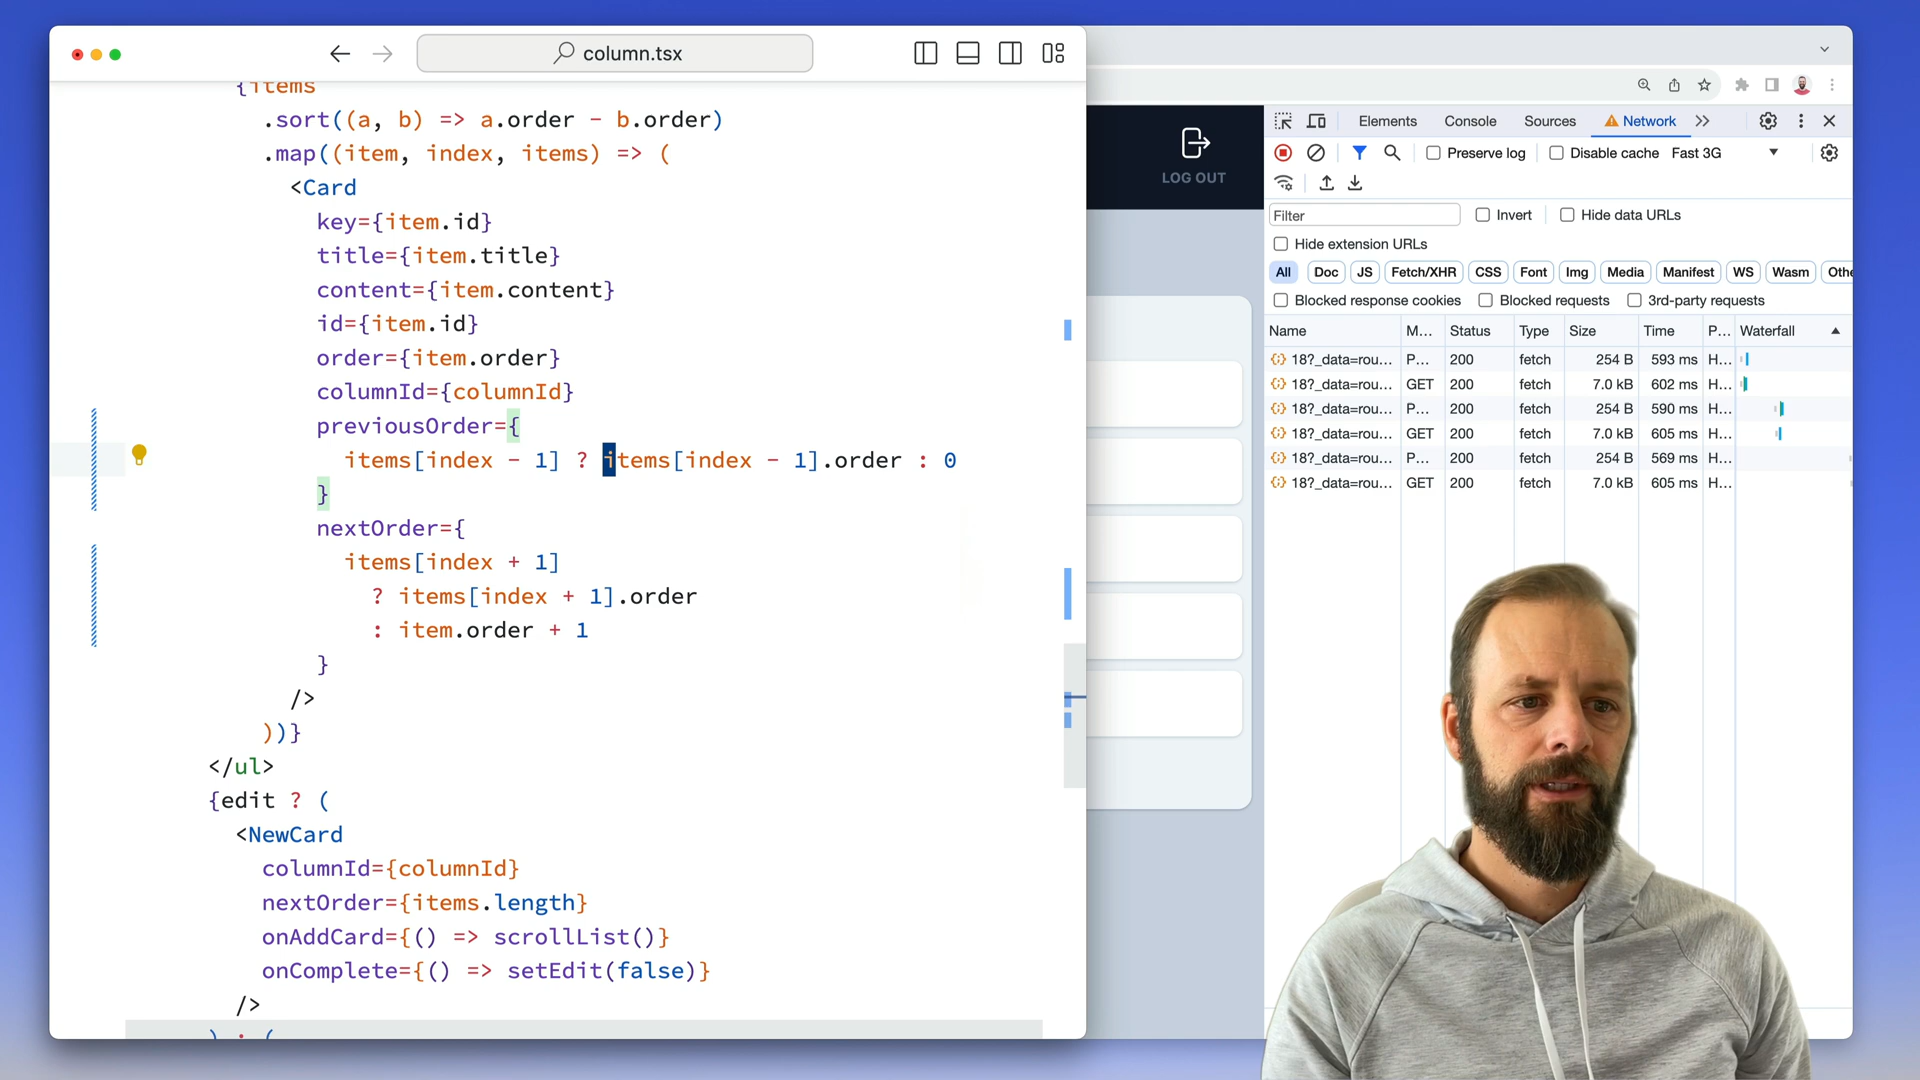 column.tsx
{items
.sort((a, b) => a.order - b.order)
.map((item, index, items) => (
<Card
key={item.id}
title={item.title}
content={item.content}
id={item.id}
order={item.order}
columnId={columnId}
previousOrder={
items[index - 1] ? items[index - 1].order : 0
}
nextOrder={
items[index + 1]
? items[index + 1].order
: item.order + 1
}
/>
))}
</ul>
{edit ? (
<NewCard
columnId={columnId}
nextOrder={items.length}
onAddCard={() => scrollList()}
onComplete={() => setEdit(false)}
/>
) : (
LOG OUT
Elements Console Sources Network
Preserve log Disable cache Fast 3G
Filter Invert Hide data URLs
Hide extension URLs
All Doc JS Fetch/XHR CSS Font Img Media Manifest WS Wasm Othe
Blocked response cookies Blocked requests 3rd-party requests
Name M... Status Type Size Time P... Waterfall
18?_data=rou... P... 200 fetch 254 B 593 ms H...
18?_data=rou... GET 200 fetch 7.0 kB 602 ms H...
18?_data=rou... P... 200 fetch 254 B 590 ms H...
18?_data=rou... GET 200 fetch 7.0 kB 605 ms H...
18?_data=rou... P... 200 fetch 254 B 569 ms H...
18?_data=rou... GET 200 fetch 7.0 kB 605 ms H...